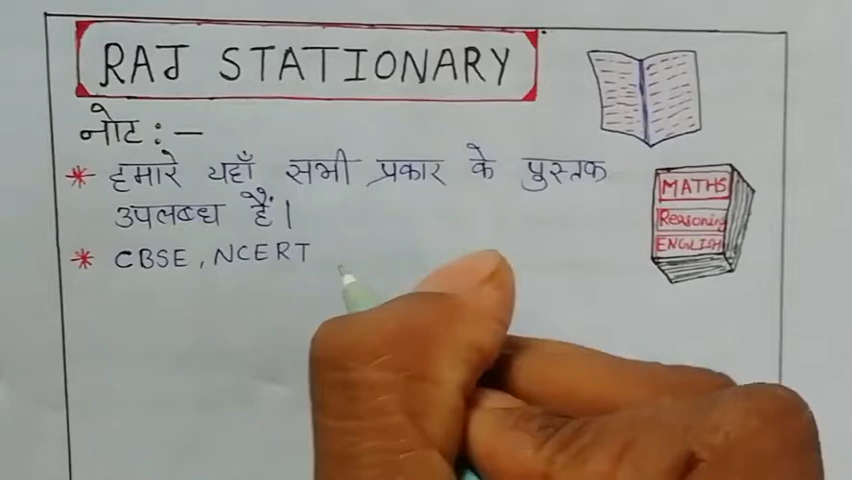 RAJ STATIONARY
नोट : –
* हमारे यहाँ सभी प्रकार के पुस्तक
उपलब्ध हैं।
* CBSE, NCERT
MATHS
Reasoning
ENGLISH